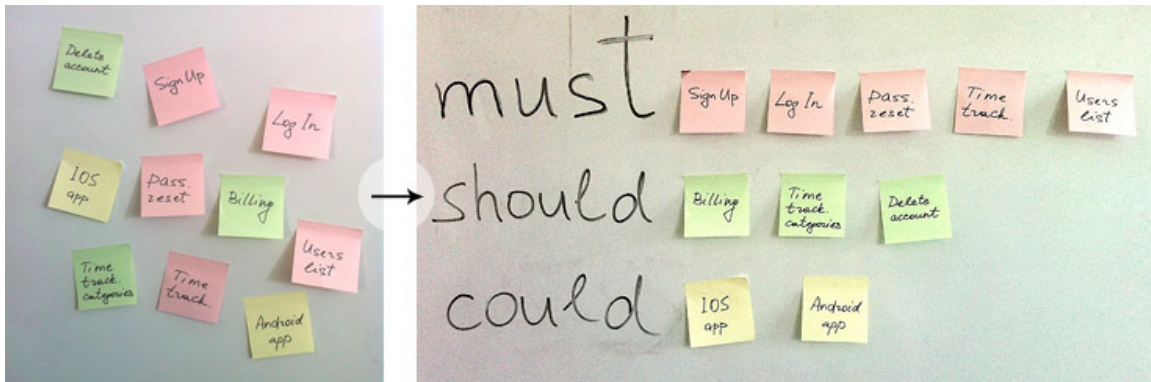 Delete
account
Sign Up
Log In
IOS
app
Pass.
reset
Billing
Users
list
Time
track.
categories
Time
track.
Android
app
must
Sign Up
Log In
Pass.
reset
Time
track.
Users
list
should
Billing
Time
track.
categories
Delete
account
could
IOS
app
Android
app